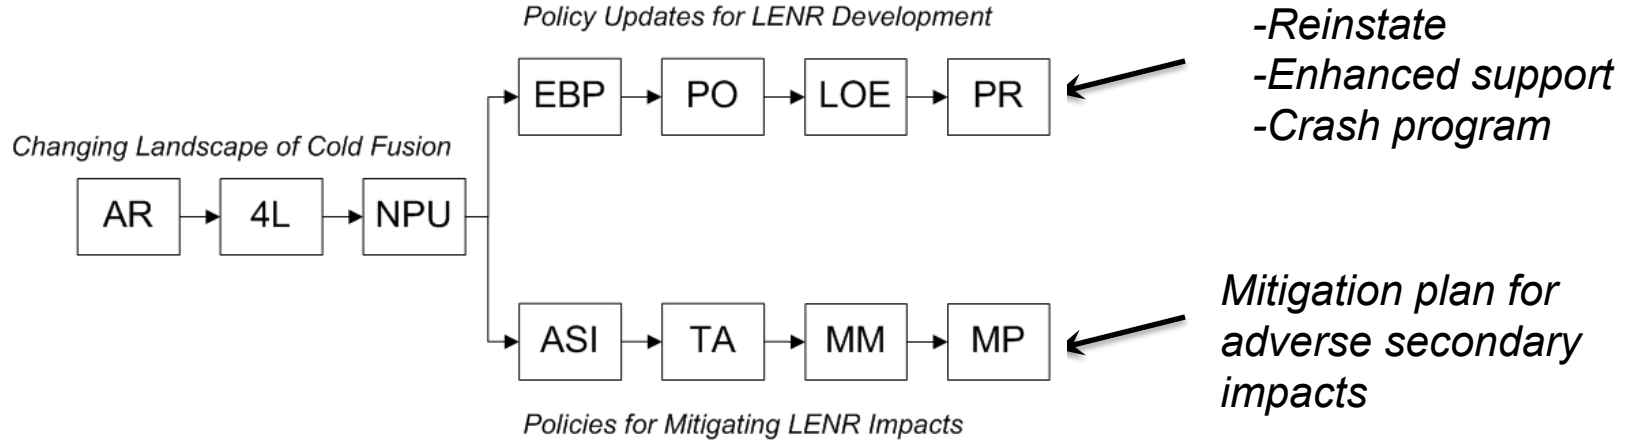 Policy Updates for LENR Development
-Reinstate
-Enhanced support
-Crash program
EBP
PO
LOE
PR
Changing Landscape of Cold Fusion
AR
4L
NPU
ASI
TA
MM
MP
Mitigation plan for
adverse secondary
impacts
Policies for Mitigating LENR Impacts